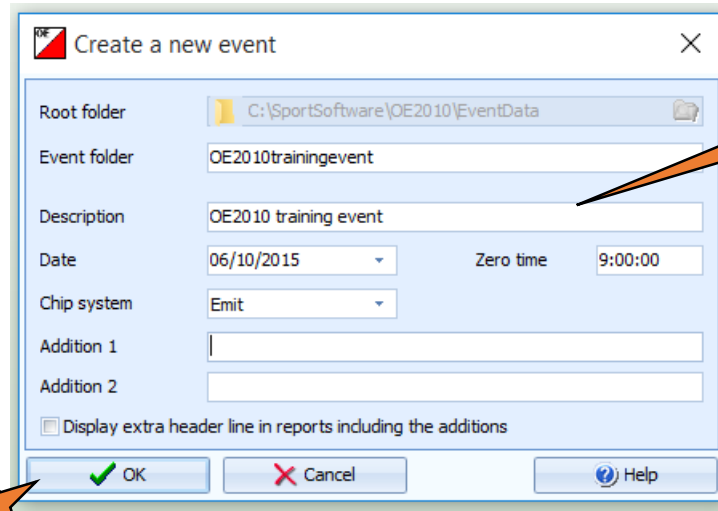 OE
Create a new event
Root folder C:\SportSoftware\OE2010\EventData
Event folder OE2010trainingevent
Description OE2010 training event
Date 06/10/2015 Zero time 9:00:00
Chip system Emit
Addition 1
Addition 2
Display extra header line in reports including the additions
OK Cancel Help